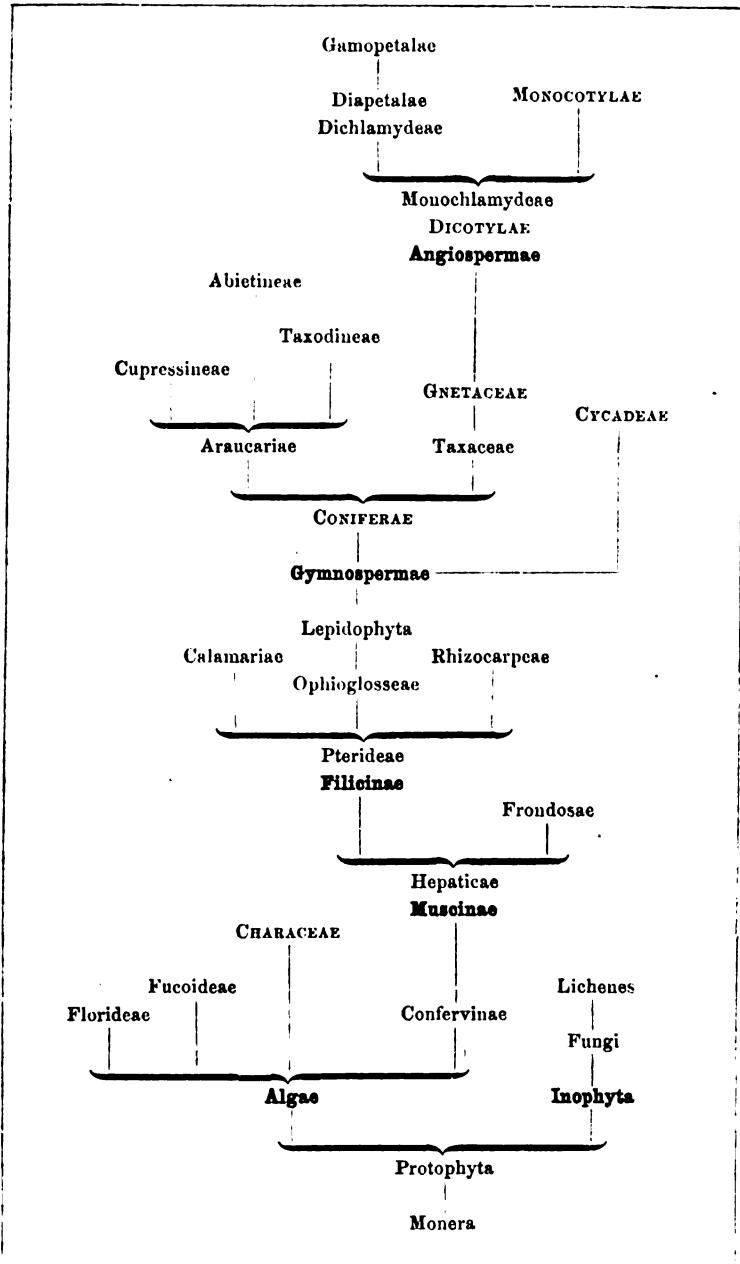 Gamopetalae
Diapetalae
MONOCOTYLAE
Dichlamydeae
Monochlamydeae
DICOTYLAE
Angiospermae
Abietineae
Taxodineae
Cupressineae
GNETACEAE
CYCADEAE
Araucariae
Taxaceae
CONIFERAE
Gymnospermae
Lepidophyta
Calamariae
Rhizocarpeae
Ophioglosseae
Pterideae
Filicinae
Frondosae
Hepaticae
Muscinae
CHARACEAE
Fucoideae
Lichenes
Florideae
Confervinae
Fungi
Algae
Inophyta
Protophyta
Monera